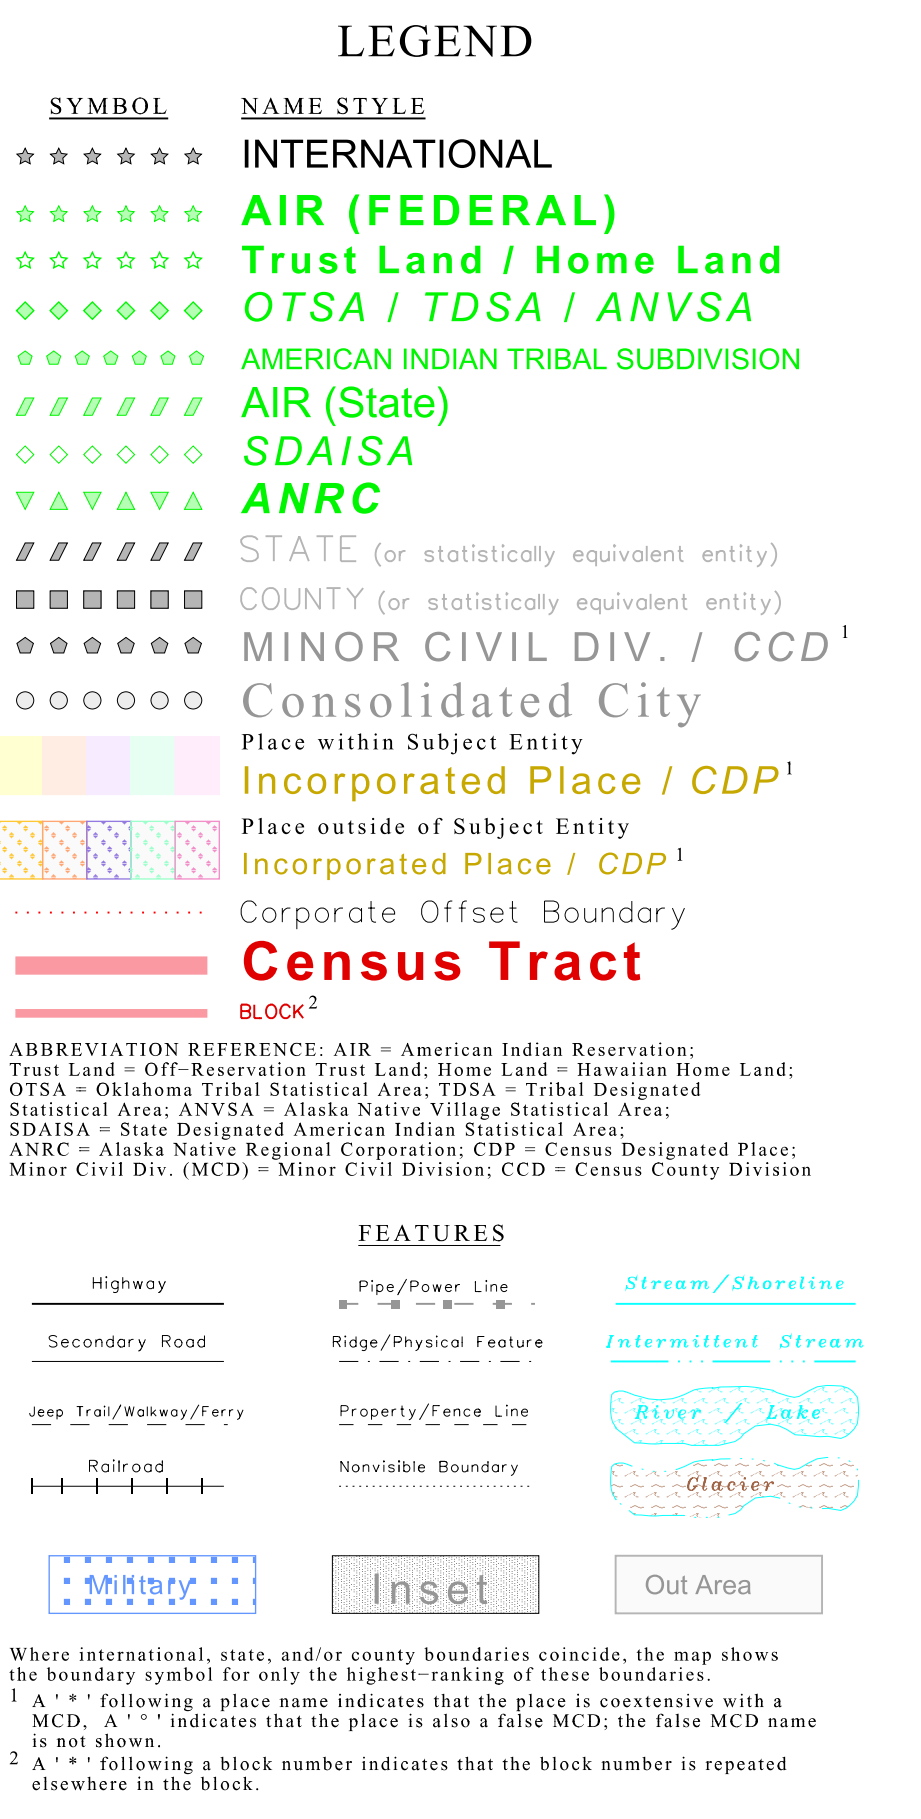 LEGEND
SYMBOL NAME STYLE
INTERNATIONAL
AIR (FEDERAL)
Trust Land / Home Land
OTSA / TDSA / ANVSA
AMERICAN INDIAN TRIBAL SUBDIVISION
AIR (State)
SDAISA
ANRC
STATE (or statistically equivalent entity)
COUNTY (or statistically equivalent entity)
MINOR CIVIL DIV. / CCD 1
Consolidated City
Place within Subject Entity
Incorporated Place / CDP 1
Place outside of Subject Entity
Incorporated Place / CDP 1
Corporate Offset Boundary
Census Tract
BLOCK 2
ABBREVIATION REFERENCE: AIR = American Indian Reservation;
Trust Land = Off−Reservation Trust Land; Home Land = Hawaiian Home Land;
OTSA = Oklahoma Tribal Statistical Area; TDSA = Tribal Designated
Statistical Area; ANVSA = Alaska Native Village Statistical Area;
SDAISA = State Designated American Indian Statistical Area;
ANRC = Alaska Native Regional Corporation; CDP = Census Designated Place;
Minor Civil Div. (MCD) = Minor Civil Division; CCD = Census County Division
FEATURES
Highway Pipe/Power Line Stream/Shoreline
Secondary Road Ridge/Physical Feature Intermittent Stream
Jeep Trail/Walkway/Ferry Property/Fence Line River / Lake
Railroad Nonvisible Boundary Glacier
Military Inset Out Area
Where international, state, and/or county boundaries coincide, the map shows
the boundary symbol for only the highest−ranking of these boundaries.
1 A ' * ' following a place name indicates that the place is coextensive with a
MCD, A ' ° ' indicates that the place is also a false MCD; the false MCD name
is not shown.
2 A ' * ' following a block number indicates that the block number is repeated
elsewhere in the block.